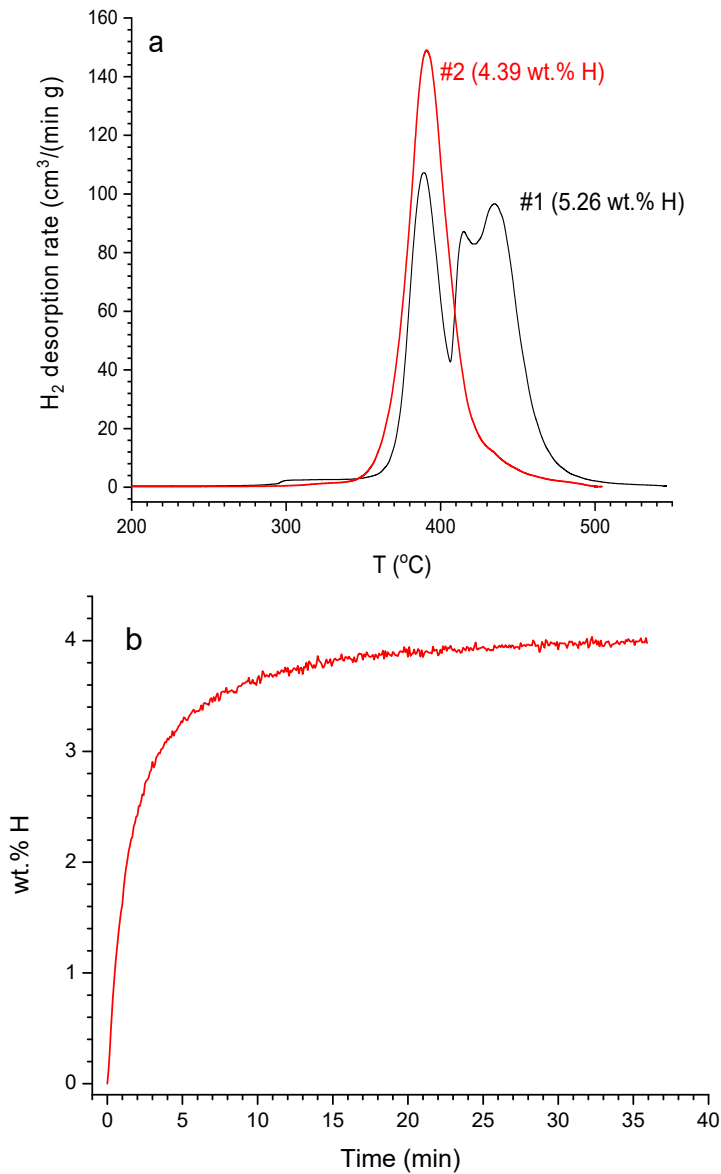 a
#2 (4.39 wt.% H)
#1 (5.26 wt.% H)
H₂ desorption rate (cm³/(min g)
160
140
120
100
80
60
40
20
0
200 300 400 500
T (°C)
b
wt.% H
4
3
2
1
0
0 5 10 15 20 25 30 35 40
Time (min)